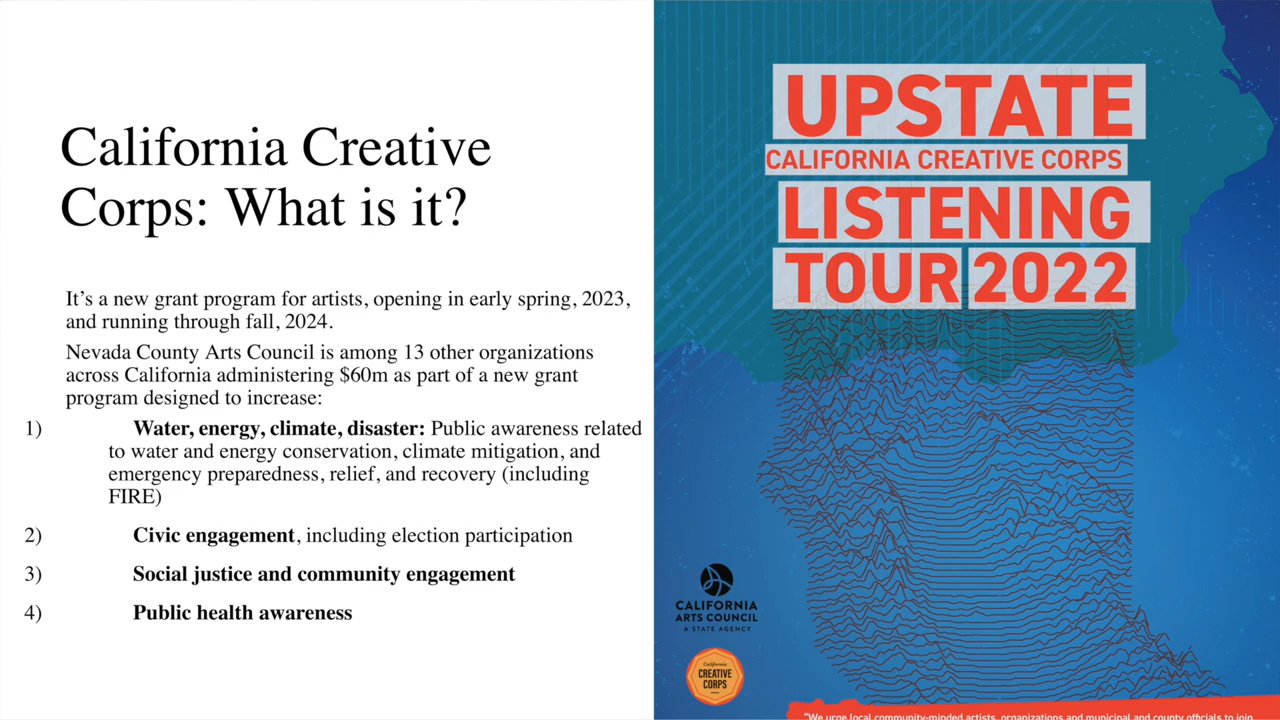 California Creative
Corps: What is it?
It’s a new grant program for artists, opening in early spring, 2023,
and running through fall, 2024.
Nevada County Arts Council is among 13 other organizations
across California administering $60m as part of a new grant
program designed to increase:
1) Water, energy, climate, disaster: Public awareness related
to water and energy conservation, climate mitigation, and
emergency preparedness, relief, and recovery (including
FIRE)
2) Civic engagement, including election participation
3) Social justice and community engagement
4) Public health awareness
UPSTATE
CALIFORNIA CREATIVE CORPS
LISTENING
TOUR 2022
CALIFORNIA
ARTS COUNCIL
A STATE AGENCY
California
CREATIVE
CORPS
“We urge local community-minded artists, organizations and municipal and county officials to join